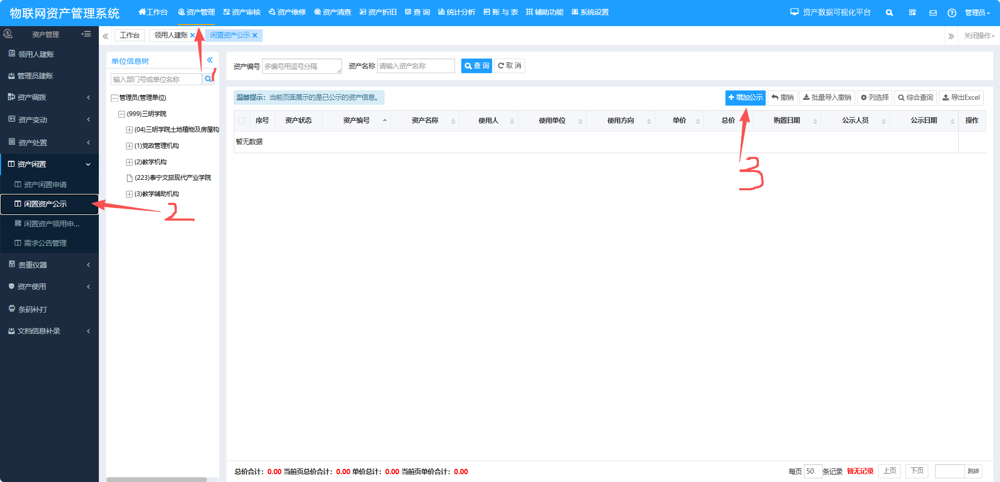 物联网资产管理系统
工作台 资产管理 资产审核 资产维修 资产清查 资产折旧 查 询 统计分析 账 与 表 辅助功能 系统设置 资产数据可视化平台 管理员
资产管理
领用人建账
管理员建账
资产调拨
资产变动
资产处置
资产闲置
资产闲置申请
闲置资产公示
闲置资产领用申...
需求公告管理
贵重仪器
资产使用
条码补打
文档信息补录
工作台 领用人建账 闲置资产公示 关闭操作
单位信息树
输入部门号或单位名称
管理员(管理单位)
(999)三明学院
(04)三明学院土地植物及房屋构
(1)党政管理机构
(2)教学机构
(223)泰宁文旅现代产业学院
(3)教学辅助机构
资产编号 多编号用逗号分隔 资产名称 请输入资产名称 查 询 取 消
温馨提示：当前页面展示的是已公示的资产信息。
增加公示 撤销 批量导入撤销 列选择 综合查询 导出Excel
序号 资产状态 资产编号 资产名称 使用人 使用单位 使用方向 单价 总价 购置日期 公示人员 公示日期 操作
暂无数据
1
2
3
总价合计：0.00 当前页总价合计：0.00 单价总计：0.00 当前页单价合计：0.00
每页 50 条记录 暂无记录 上页 下页 跳转